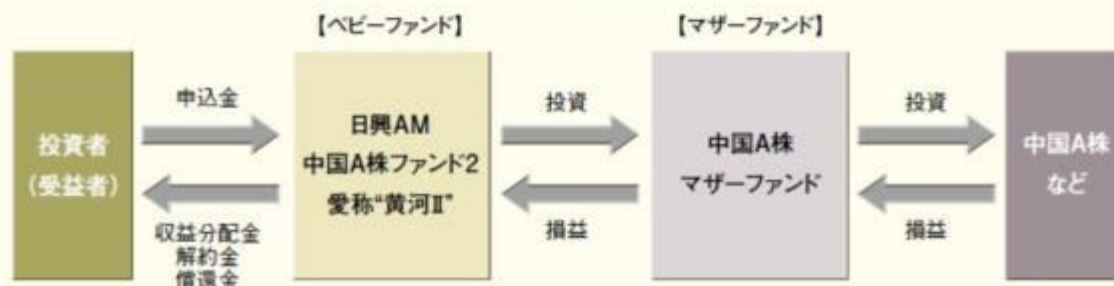 【ベビーファンド】
【マザーファンド】
投資者
(受益者)
申込金
収益分配金
解約金
償還金
日興AM
中国A株ファンド2
愛称“黄河Ⅱ”
投資
損益
中国A株
マザーファンド
投資
損益
中国A株
など